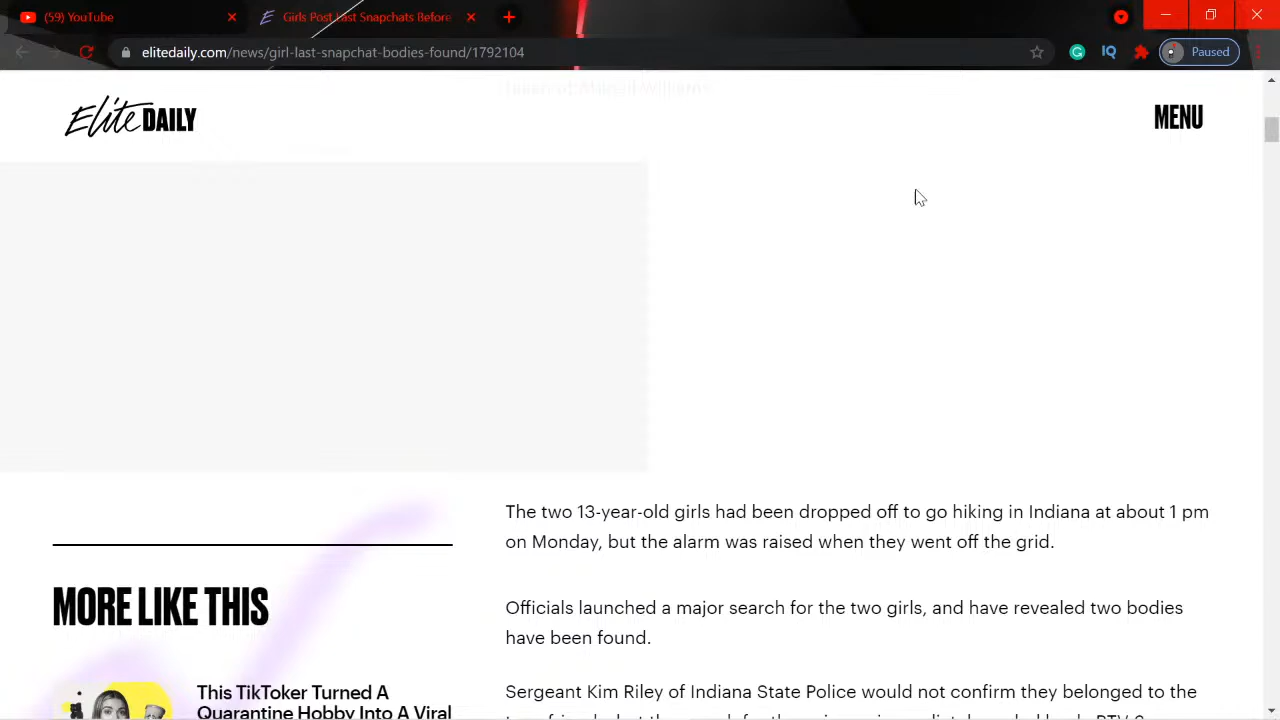 (59) YouTube
Girls Post Last Snapchats Before
elitedaily.com/news/girl-last-snapchat-bodies-found/1792104
Paused
Elite DAILY
MENU
The two 13-year-old girls had been dropped off to go hiking in Indiana at about 1 pm
on Monday, but the alarm was raised when they went off the grid.
Officials launched a major search for the two girls, and have revealed two bodies
have been found.
Sergeant Kim Riley of Indiana State Police would not confirm they belonged to the
MORE LIKE THIS
This TikToker Turned A
Quarantine Hobby Into A Viral